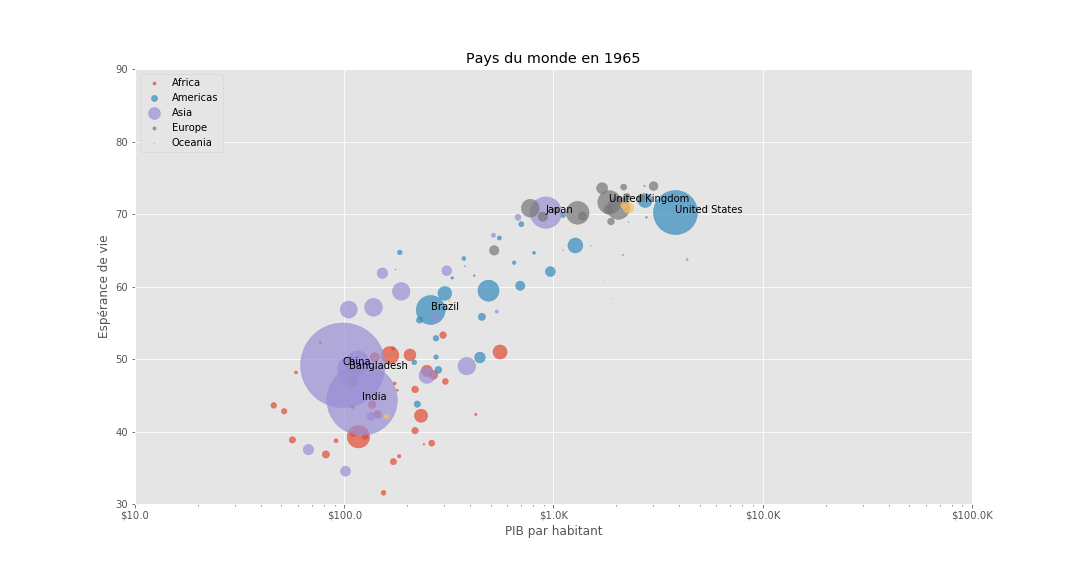 Pays du monde en 1965
90
80
70
60
50
40
30
Espérance de vie
Africa
Americas
Asia
Europe
Oceania
United Kingdom
Japan
United States
Brazil
China
Bangladesh
India
$10.0
$100.0
$1.0K
$10.0K
$100.0K
PIB par habitant